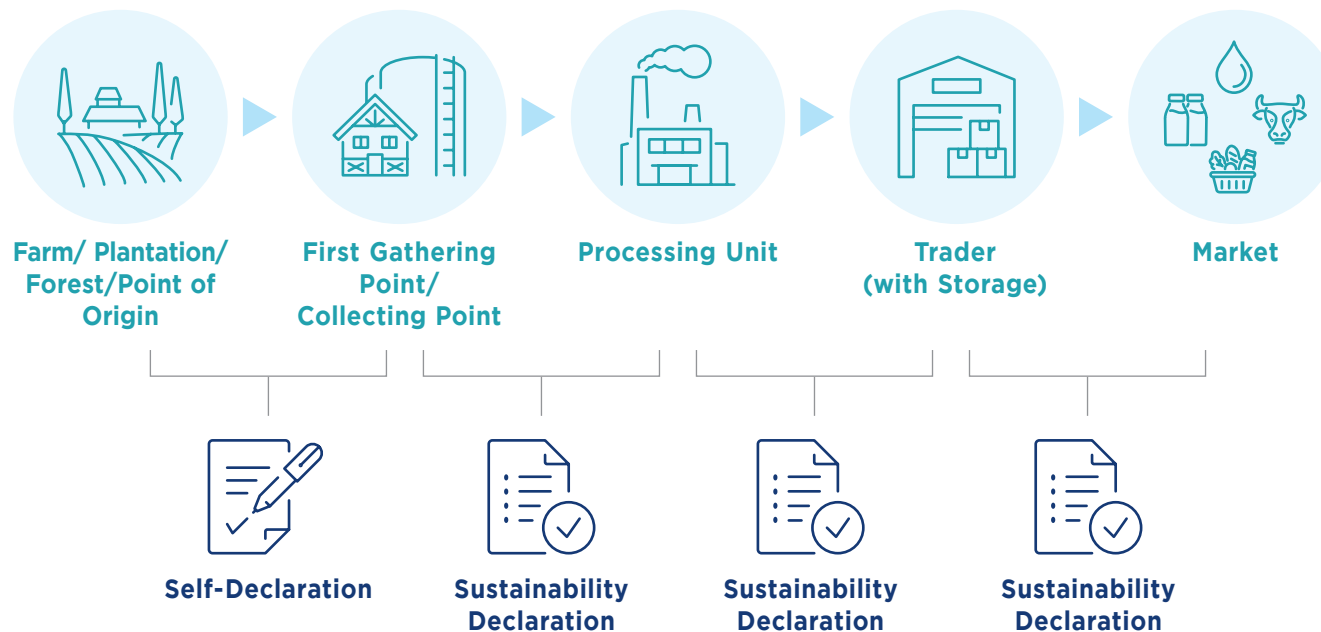 Farm/ Plantation/
Forest/Point of
Origin
First Gathering
Point/
Collecting Point
Processing Unit
Trader
(with Storage)
Market
Self-Declaration
Sustainability
Declaration
Sustainability
Declaration
Sustainability
Declaration